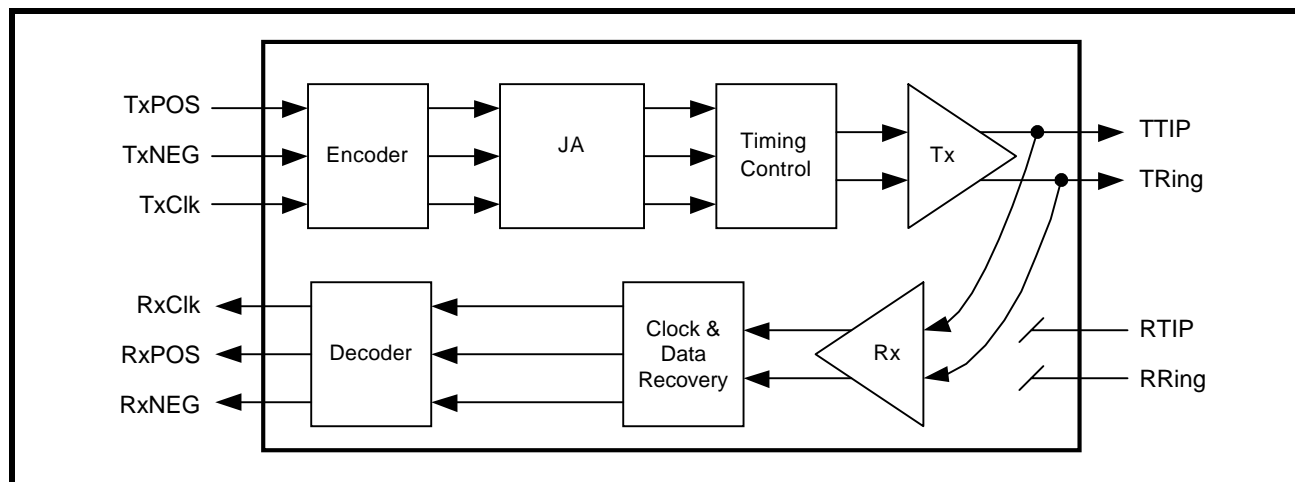 TxPOS
TxNEG
TxClk
Encoder
JA
Timing
Control
Tx
TTIP
TRing
RxClk
RxPOS
RxNEG
Decoder
Clock &
Data
Recovery
Rx
RTIP
RRing